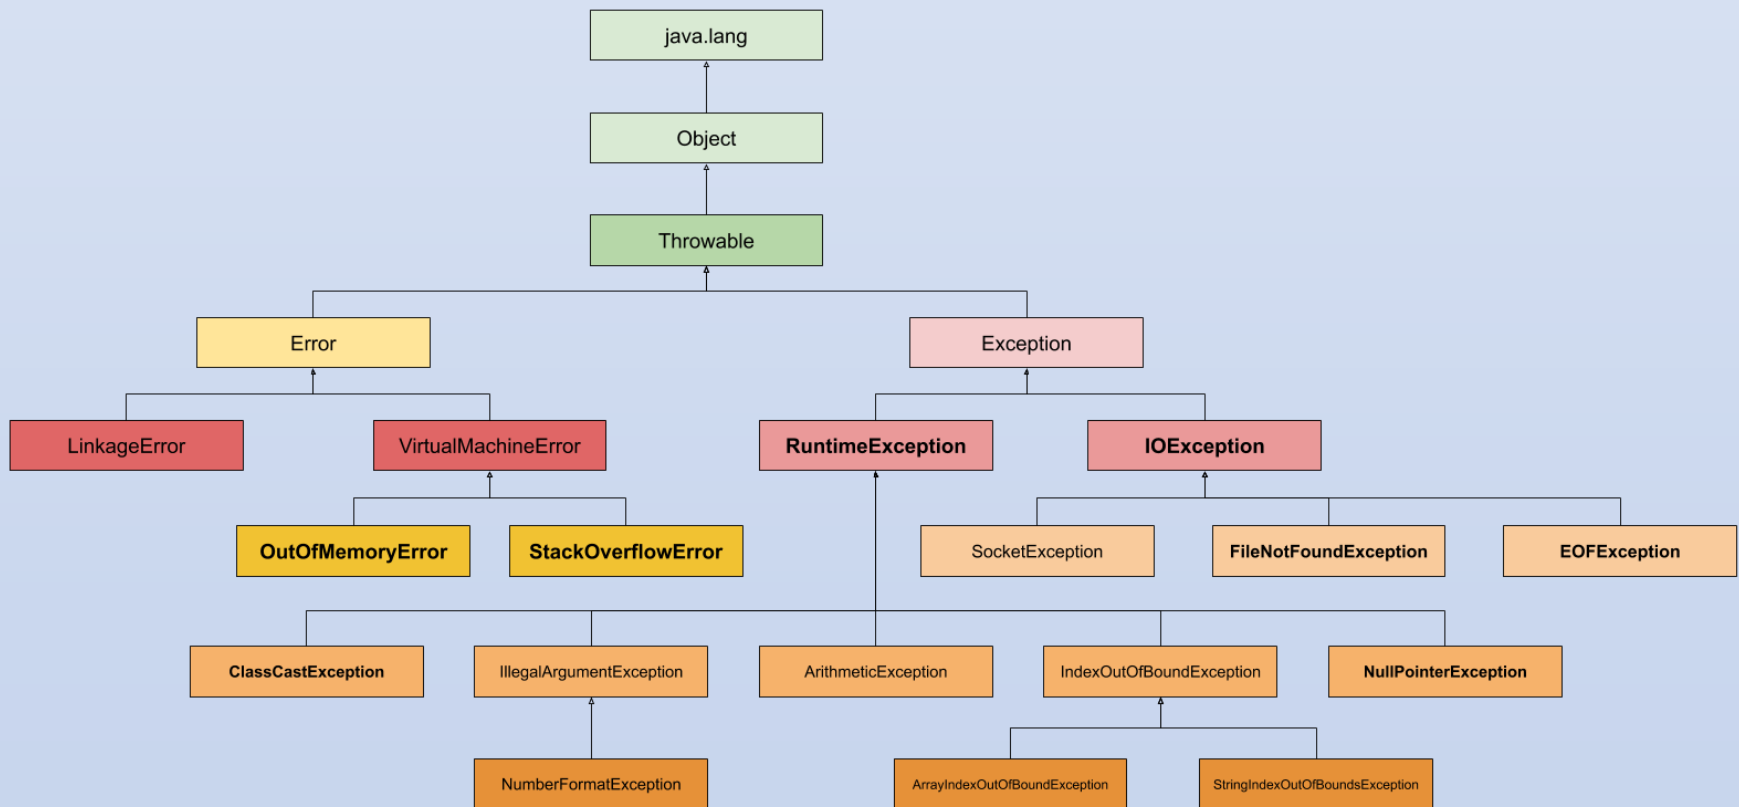 java.lang
Object
Throwable
Error
Exception
LinkageError
VirtualMachineError
RuntimeException
IOException
OutOfMemoryError
StackOverflowError
SocketException
FileNotFoundException
EOFException
ClassCastException
IllegalArgumentException
ArithmeticException
IndexOutOfBoundException
NullPointerException
NumberFormatException
ArrayIndexOutOfBoundException
StringIndexOutOfBoundsException